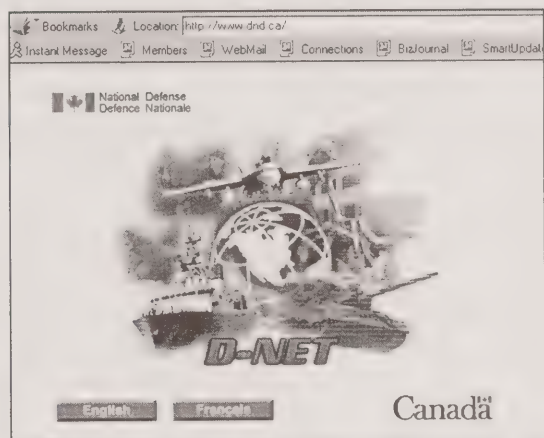 Bookmarks Location: http://www.dnd.ca/
Instant Message Members WebMail Connections BizJournal SmartUpdate
National Defense
Defence Nationale
D-NET
English Français
Canada